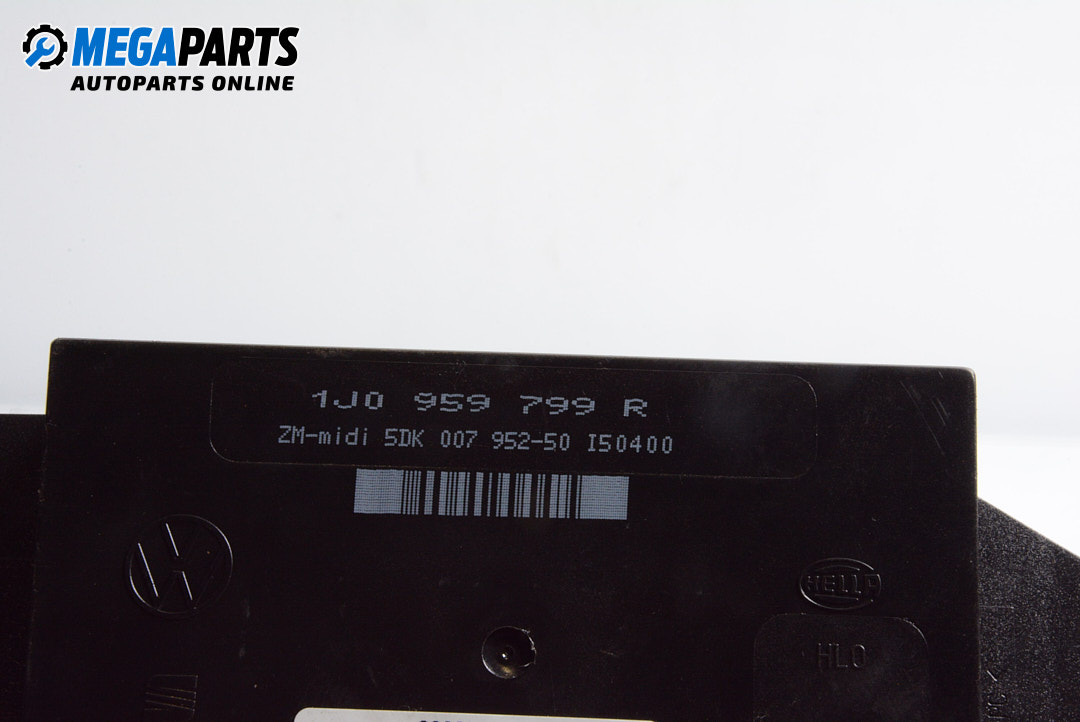 MEGAPARTS
AUTOPARTS ONLINE
1J0 959 799 R
ZM-midi 5DK 007 952-50 I50400
HELLA
HLO